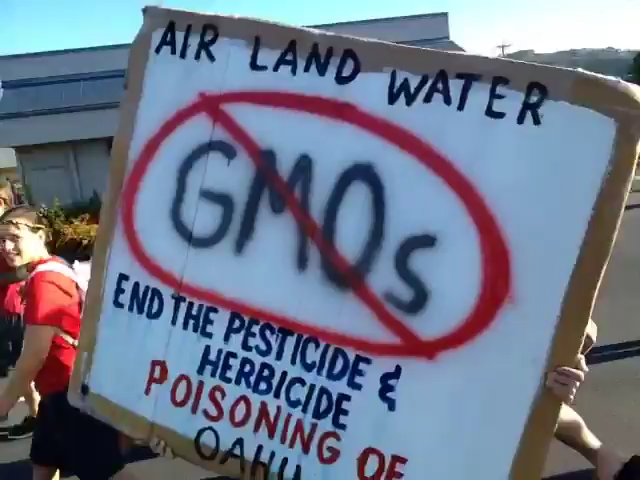 AIR LAND WATER
GMOs
END THE PESTICIDE &
HERBICIDE
POISONING OF
OAHU